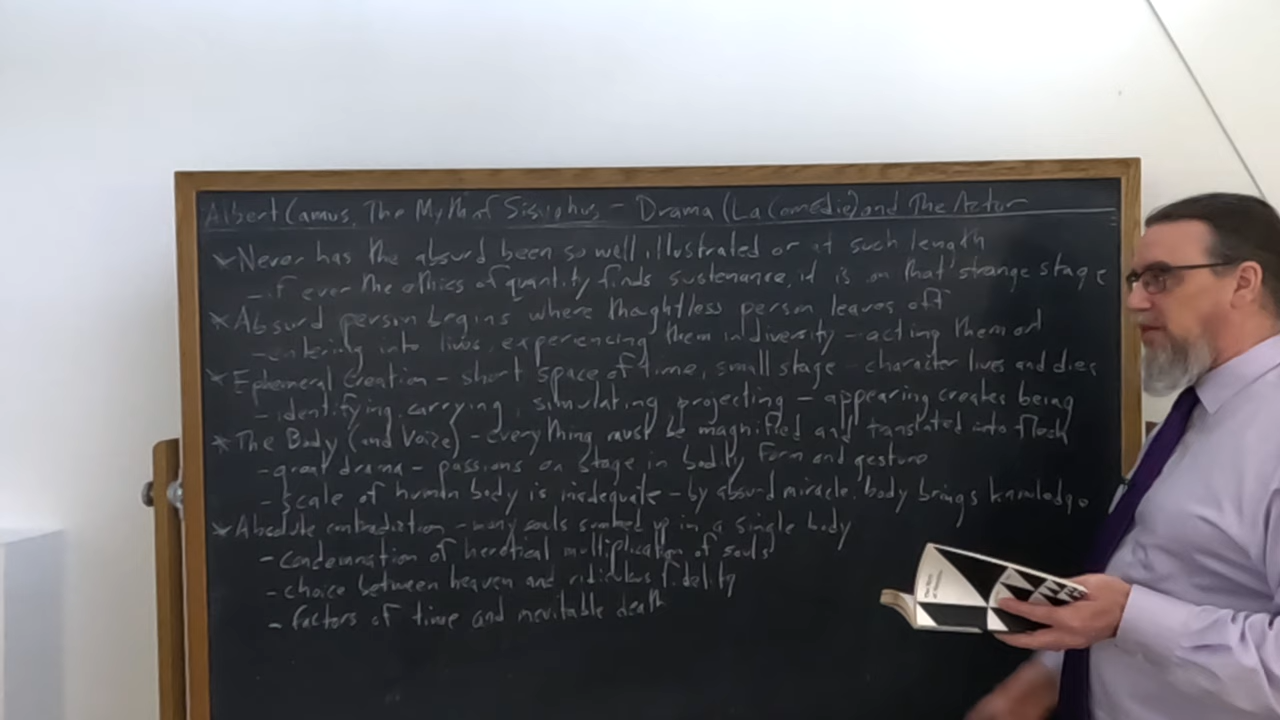 Albert Camus, The Myth of Sisyphus - Drama (La Comédie) and The Actor
* Never has the absurd been so well illustrated or at such length
- if ever the ethics of quantity finds sustenance, it is on that strange stage
* Absurd person begins where thoughtless person leaves off
- entering into lives, experiencing them in diversity - acting them out
* Ephemeral Creation - short space of time, small stage - character lives and dies
- identifying, carrying, simulating, projecting - appearing creates being
* The Body (and Voice) - everything must be magnified and translated into flesh
- great drama - passions on stage in bodily form and gesture
- scale of human body is inadequate - by absurd miracle, body brings knowledge
* Absolute contradiction - many souls summed up in a single body
- condemnation of heretical multiplication of souls
- choice between heaven and ridiculous fidelity
- factors of time and inevitable death